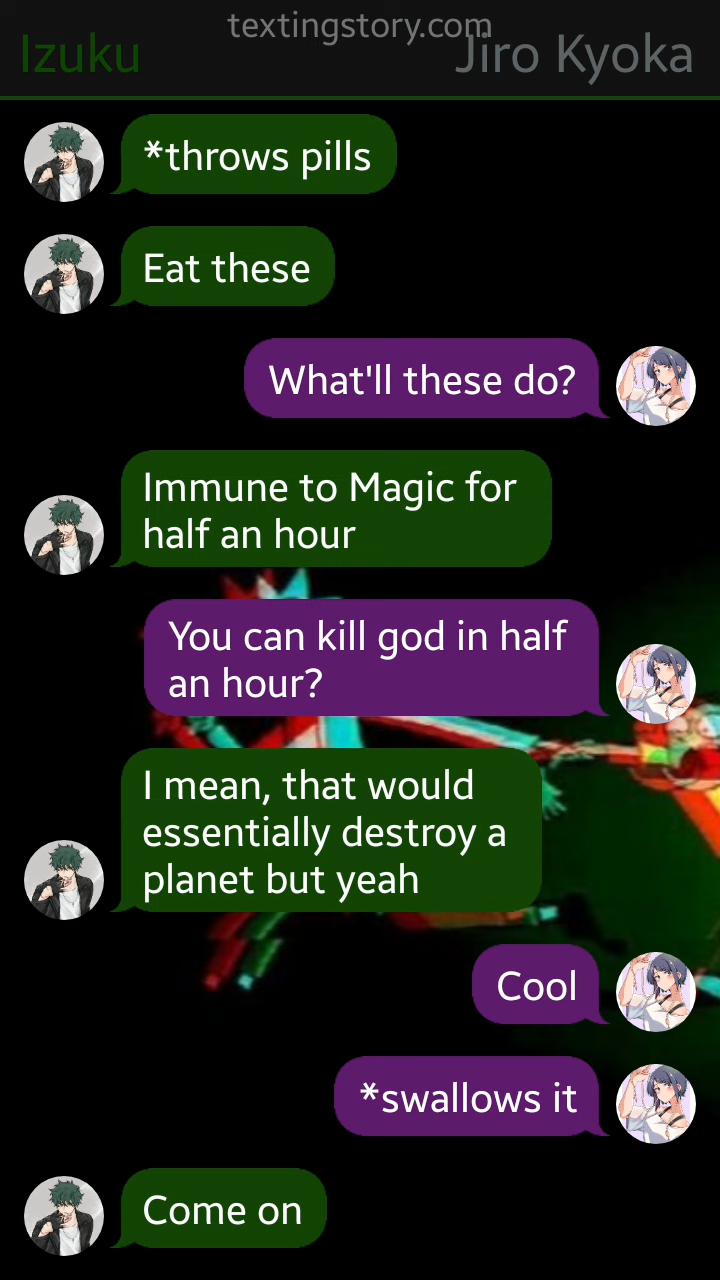 textingstory.com
Izuku
Jiro Kyoka
*throws pills
Eat these
What'll these do?
Immune to Magic for
half an hour
You can kill god in half
an hour?
I mean, that would
essentially destroy a
planet but yeah
Cool
*swallows it
Come on